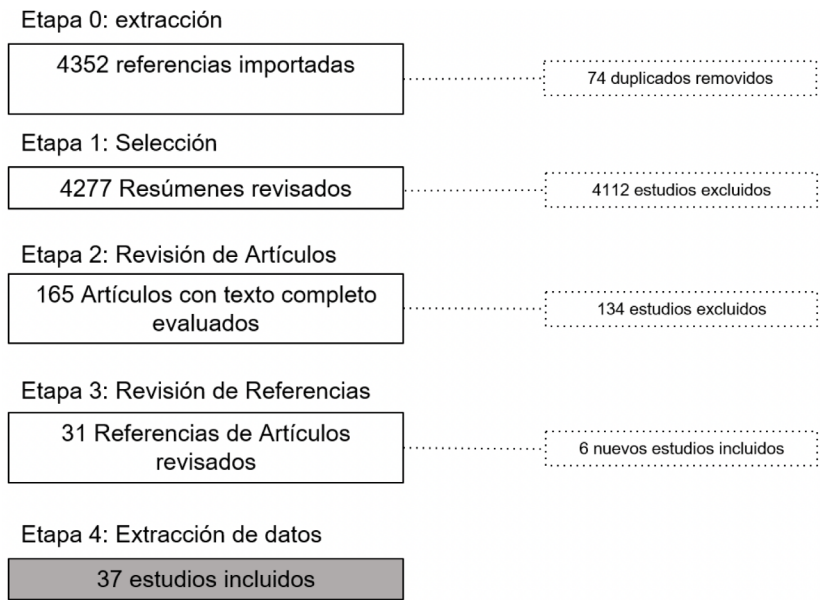 Etapa 0: extracción
4352 referencias importadas
74 duplicados removidos
Etapa 1: Selección
4277 Resúmenes revisados
4112 estudios excluidos
Etapa 2: Revisión de Artículos
165 Artículos con texto completo
evaluados
134 estudios excluidos
Etapa 3: Revisión de Referencias
31 Referencias de Artículos
revisados
6 nuevos estudios incluidos
Etapa 4: Extracción de datos
37 estudios incluidos